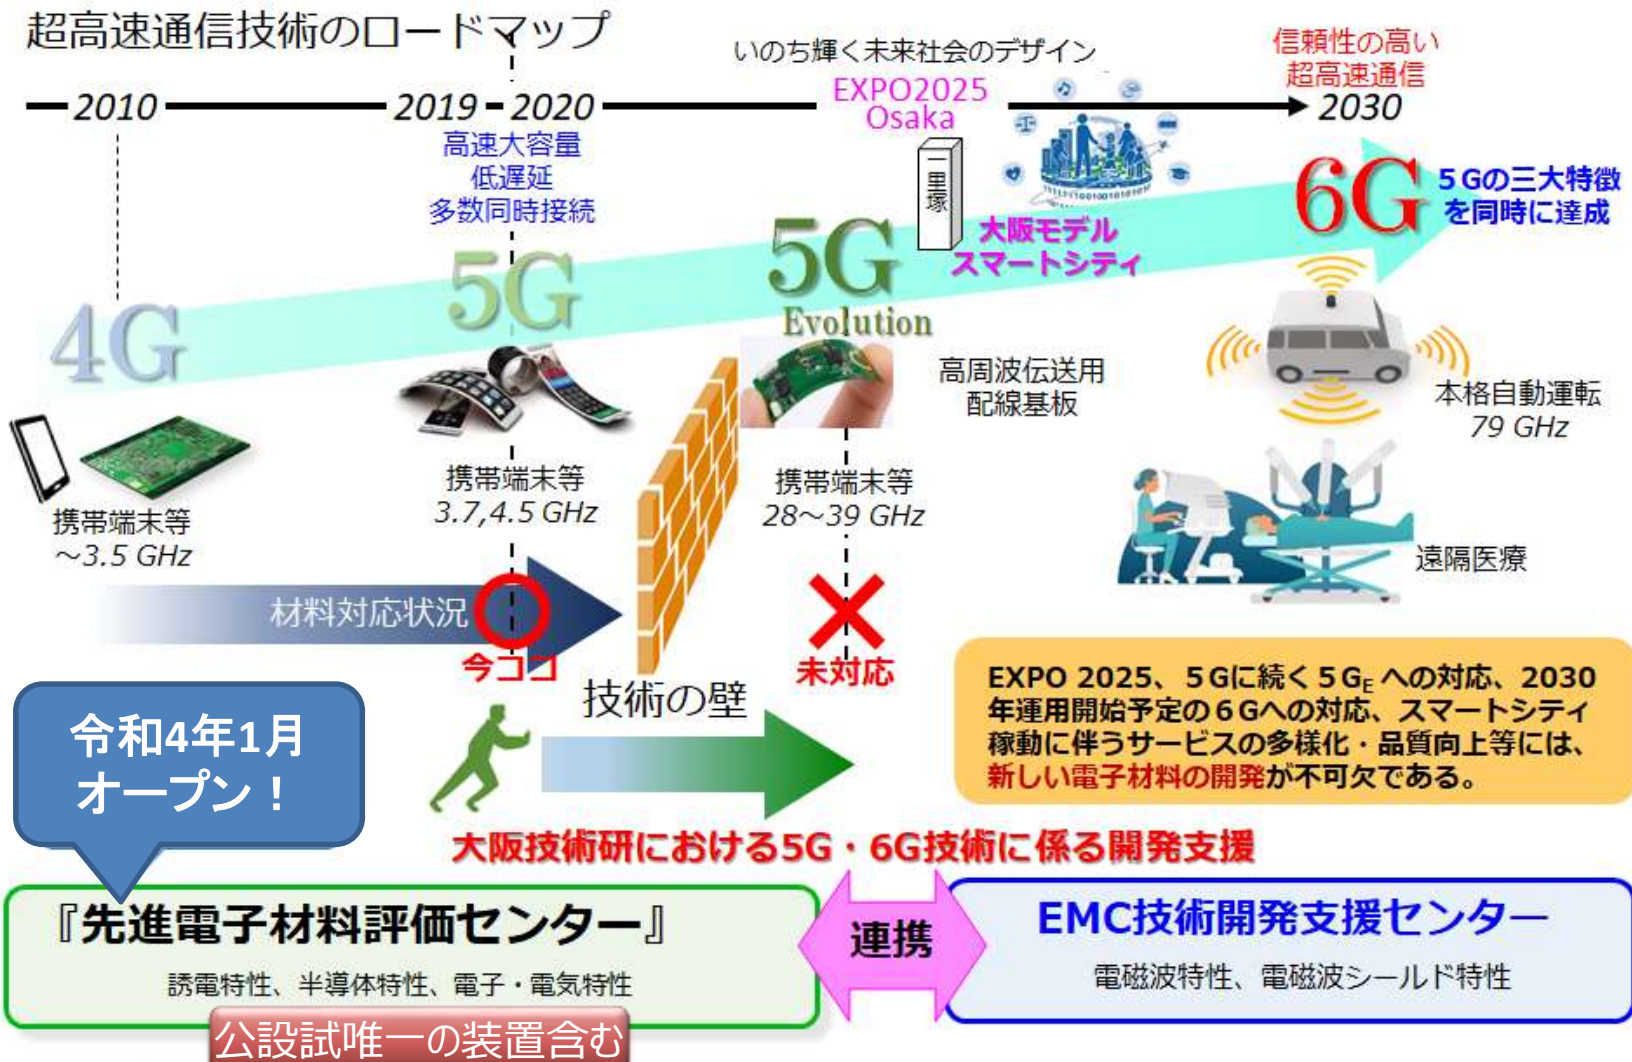 超高速通信技術のロードマップ
いのち輝く未来社会のデザイン
信頼性の高い
超高速通信
2010
2019
2020
EXPO2025
Osaka
2030
高速大容量
低遅延
多数同時接続
一里塚
4G
5G
5G
Evolution
大阪モデル
スマートシティ
6G
5Gの三大特徴
を同時に達成
高周波伝送用
配線基板
本格自動運転
79 GHz
携帯端末等
~3.5 GHz
携帯端末等
3.7,4.5 GHz
携帯端末等
28~39 GHz
遠隔医療
材料対応状況
今ココ
未対応
技術の壁
EXPO 2025、5Gに続く5GE への対応、2030
年運用開始予定の6Gへの対応、スマートシティ
稼動に伴うサービスの多様化・品質向上等には、
新しい電子材料の開発が不可欠である。
令和4年1月
オープン！
大阪技術研における5G・6G技術に係る開発支援
『先進電子材料評価センター』
誘電特性、半導体特性、電子・電気特性
公設試唯一の装置含む
連携
EMC技術開発支援センター
電磁波特性、電磁波シールド特性